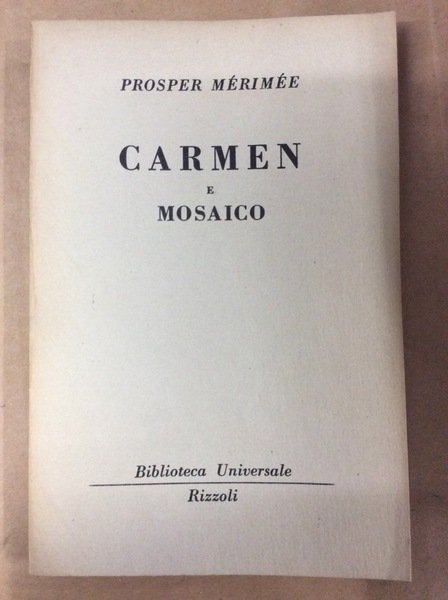 PROSPER MÉRIMÉE
CARMEN
E
MOSAICO
Biblioteca Universale
Rizzoli